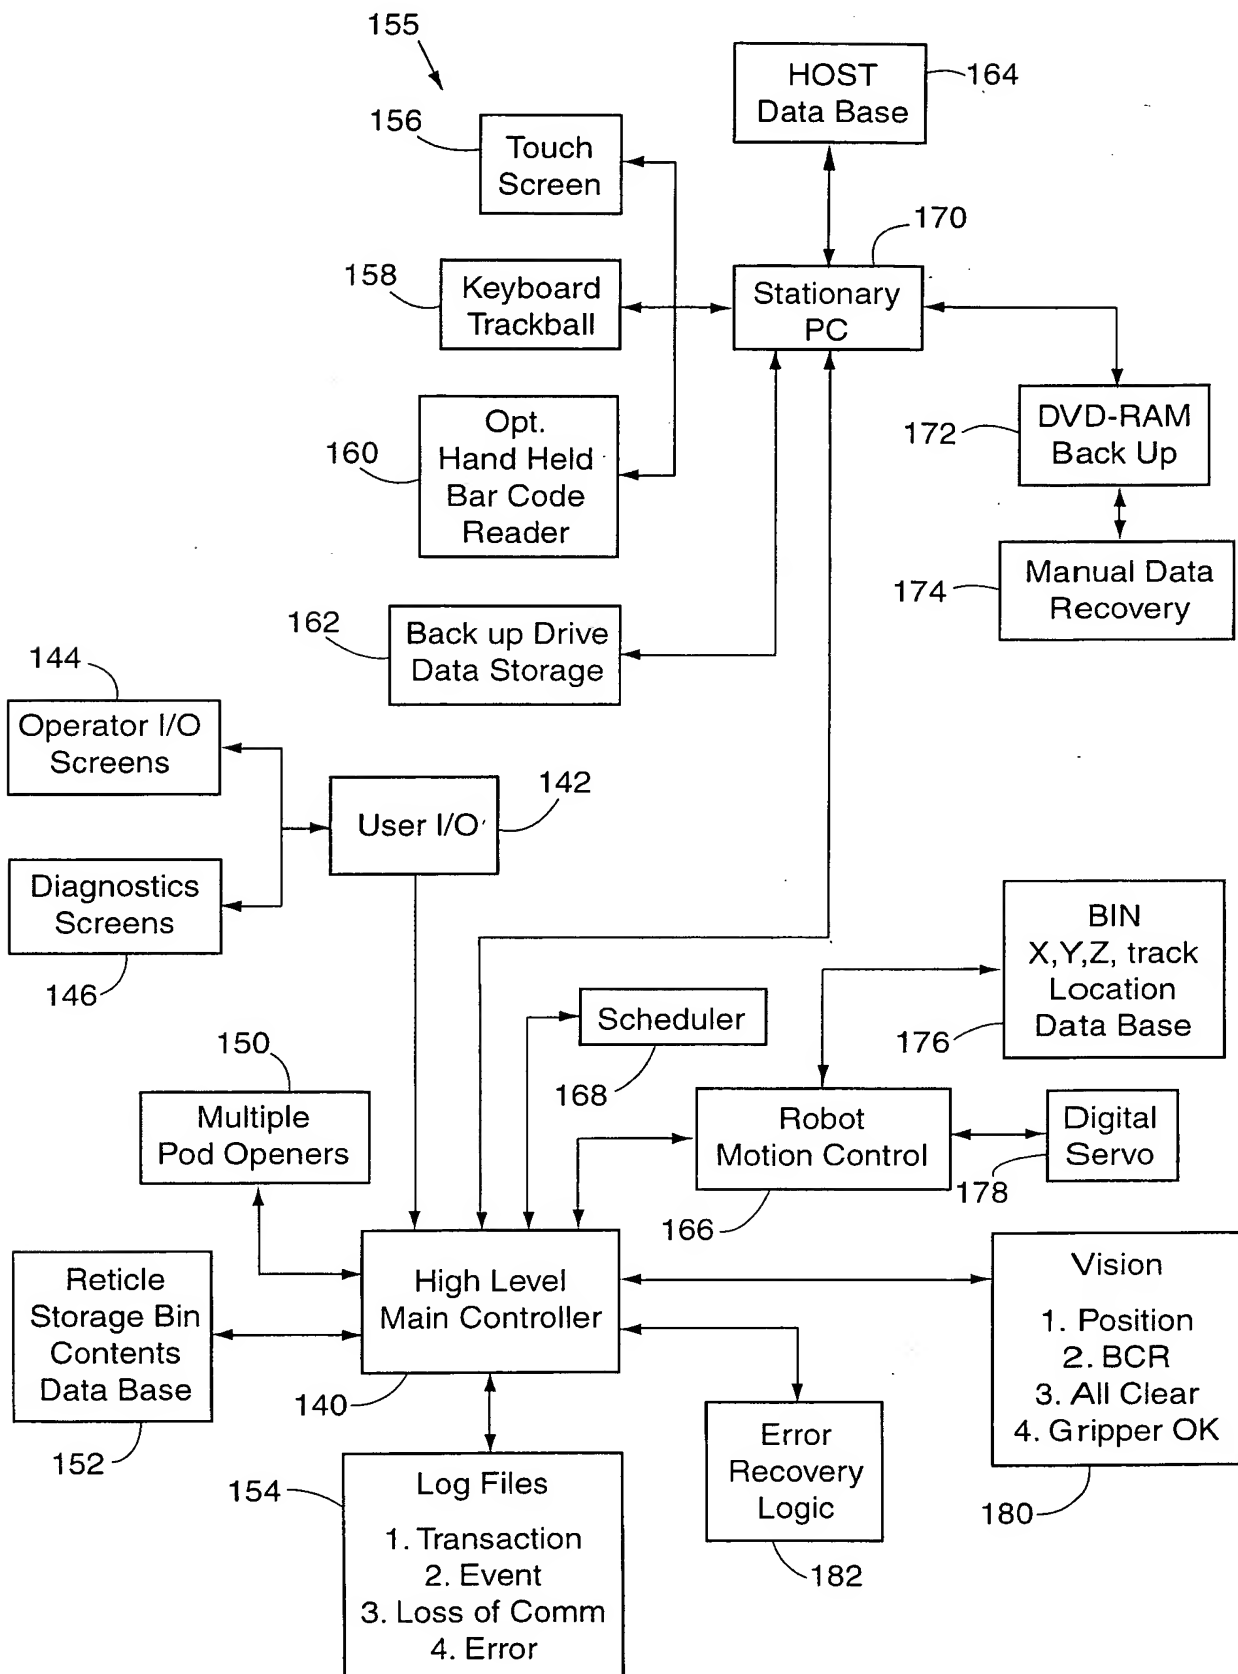 155
HOST
Data Base
164
156
Touch
Screen
170
158
Keyboard
Trackball
Stationary
PC
160
Opt.
Hand Held
Bar Code
Reader
172
DVD-RAM
Back Up
174
Manual Data
Recovery
162
Back up Drive
Data Storage
144
Operator I/O
Screens
User I/O
142
Diagnostics
Screens
146
BIN
X,Y,Z, track
Location
Data Base
176
Scheduler
168
150
Multiple
Pod Openers
Robot
Motion Control
166
Digital
Servo
178
Reticle
Storage Bin
Contents
Data Base
152
High Level
Main Controller
140
Vision
1. Position
2. BCR
3. All Clear
4. Gripper OK
180
Error
Recovery
Logic
182
154
Log Files
1. Transaction
2. Event
3. Loss of Comm
4. Error